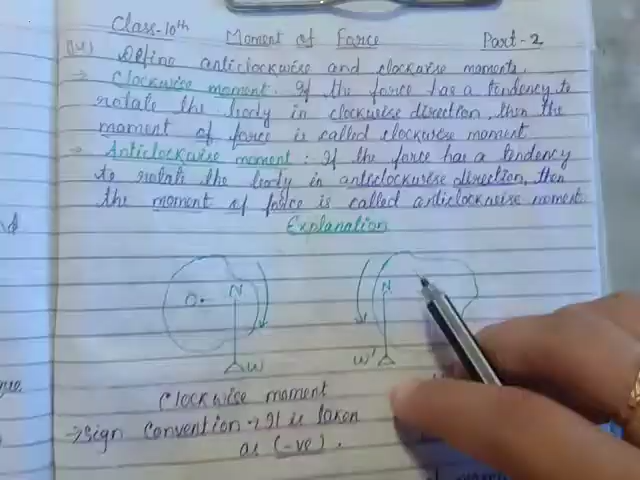 Class-10th Moment of Force Part-2
(iv) Define anticlockwise and clockwise moments.
→ Clockwise moment : If the force has a tendency to
rotate the body in clockwise direction, then the
moment of force is called clockwise moment
→ Anticlockwise moment : If the force has a tendency
to rotate the body in anticlockwise direction, then
the moment of force is called anticlockwise moment.
Explanation
O. N N
W W'
Clockwise moment
→ Sign Convention → It is taken
as (-ve).